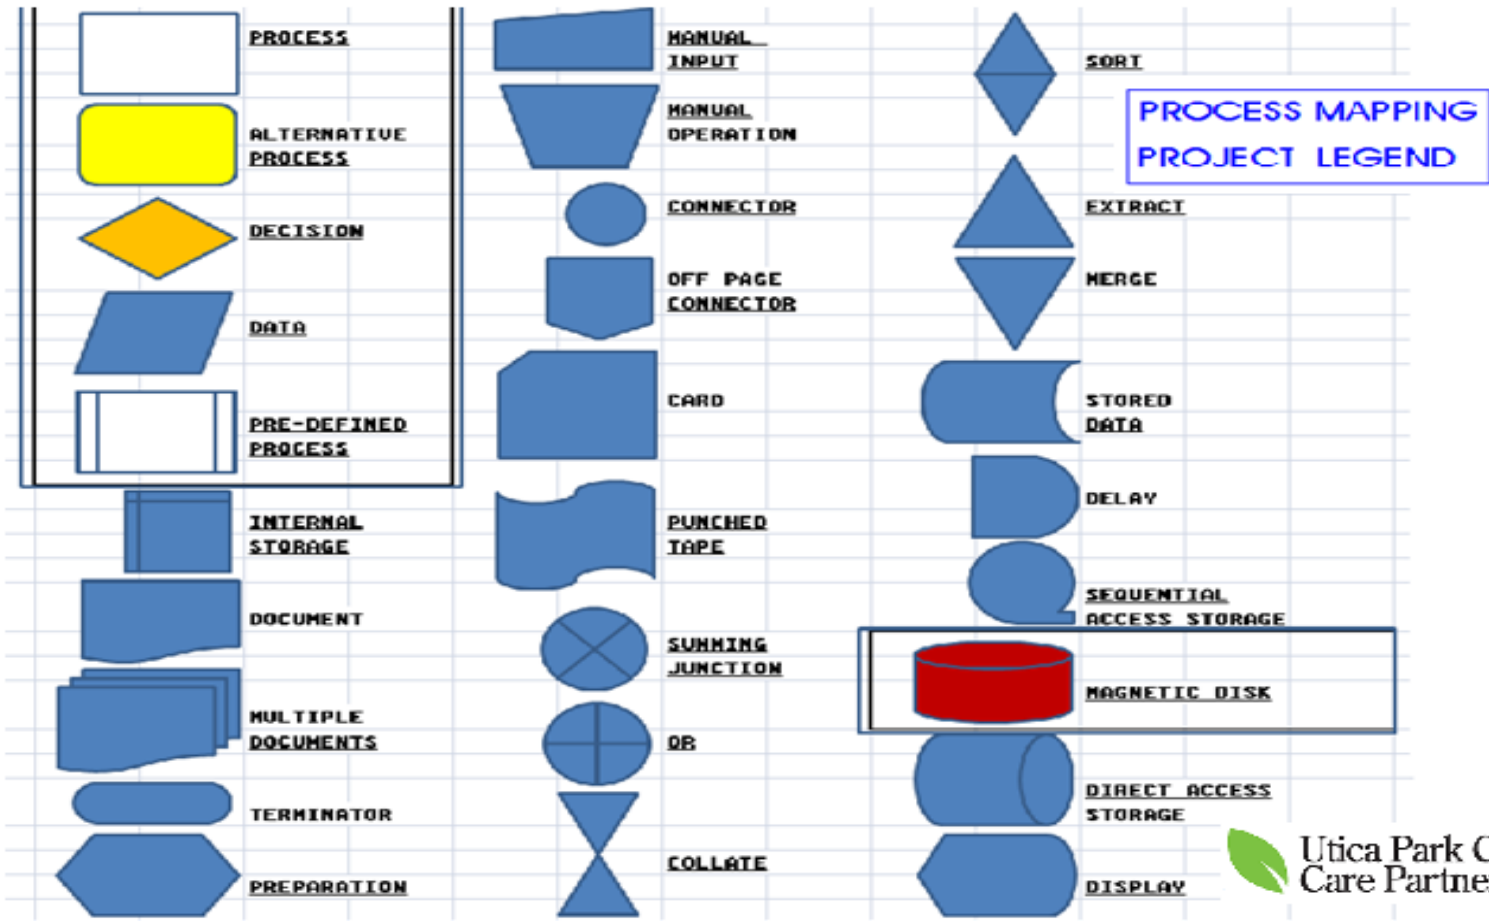 PROCESS
ALTERNATIVE
PROCESS
DECISION
DATA
PRE-DEFINED
PROCESS
INTERNAL
STORAGE
DOCUMENT
MULTIPLE
DOCUMENTS
TERMINATOR
PREPARATION
MANUAL
INPUT
MANUAL
OPERATION
CONNECTOR
OFF PAGE
CONNECTOR
CARD
PUNCHED
TAPE
SUMMING
JUNCTION
OR
COLLATE
SORT
PROCESS MAPPING
PROJECT LEGEND
EXTRACT
MERGE
STORED
DATA
DELAY
SEQUENTIAL
ACCESS STORAGE
MAGNETIC DISK
DIRECT ACCESS
STORAGE
DISPLAY
Utica Park
Care